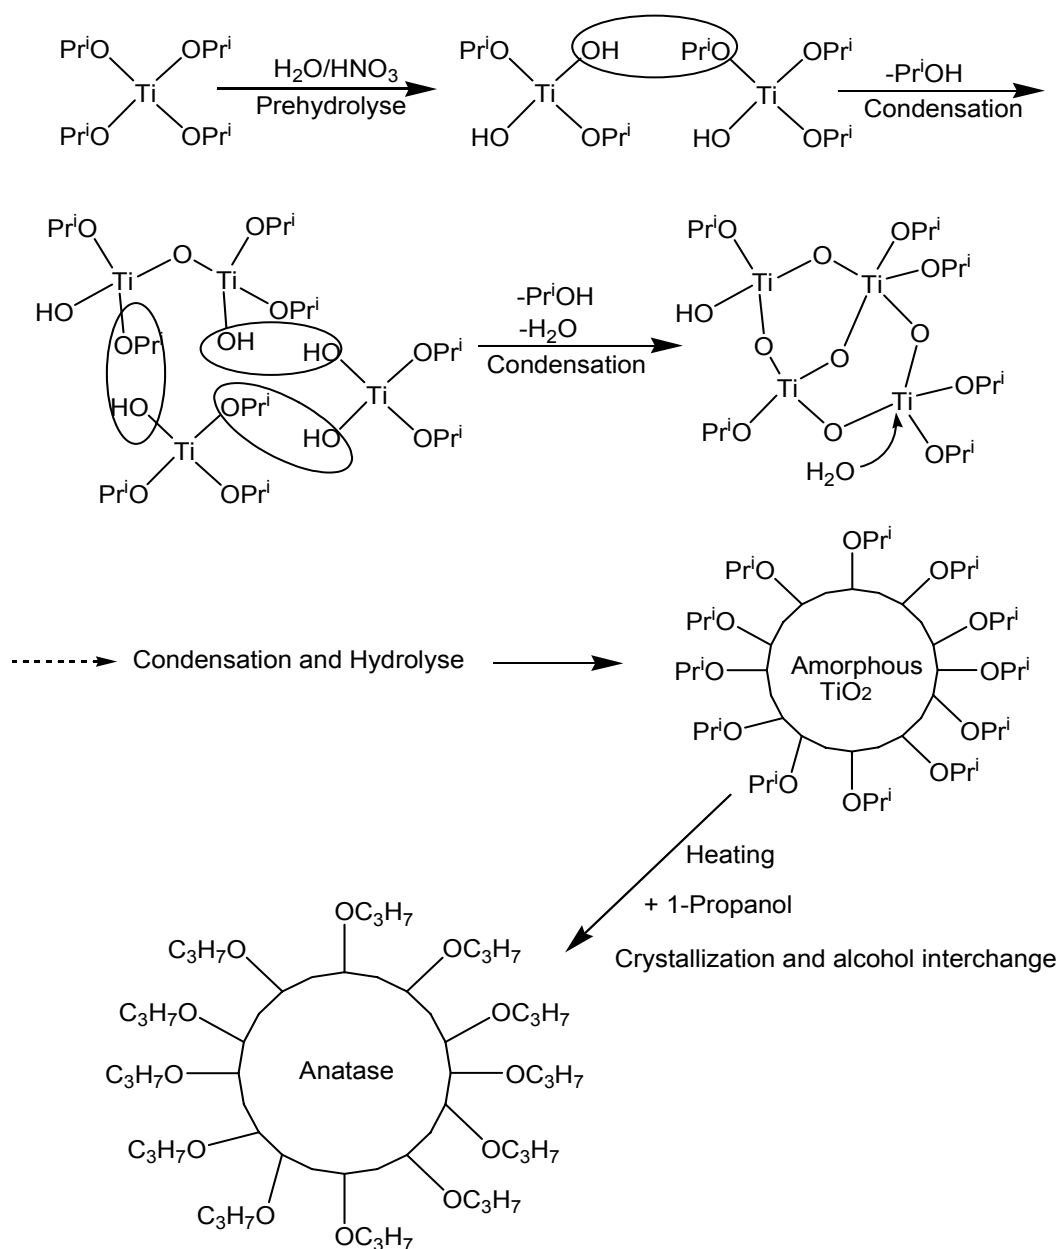 PrⁱO OPrⁱ PrⁱO OH PrⁱO OPrⁱ
H₂O/HNO₃ -PrⁱOH
Ti Ti Ti
Prehydrolyse Condensation
PrⁱO OPrⁱ HO OPrⁱ HO OPrⁱ
PrⁱO OPrⁱ PrⁱO OPrⁱ
O O
OPrⁱ
Ti Ti Ti Ti
-PrⁱOH
HO OPrⁱ HO
-H₂O
OPrⁱ OH HO OPrⁱ O O O
Condensation
Ti Ti Ti
HO OPrⁱ HO OPrⁱ OPrⁱ
PrⁱO O OPrⁱ
Ti
H₂O
PrⁱO OPrⁱ
OPrⁱ
PrⁱO OPrⁱ
PrⁱO OPrⁱ
Condensation and Hydrolyse
PrⁱO Amorphous OPrⁱ
TiO₂
PrⁱO OPrⁱ
PrⁱO OPrⁱ
OPrⁱ
Heating
+ 1-Propanol
Crystallization and alcohol interchange
OC₃H₇
C₃H₇O OC₃H₇
C₃H₇O OC₃H₇
C₃H₇O Anatase OC₃H₇
C₃H₇O OC₃H₇
C₃H₇O OC₃H₇
OC₃H₇